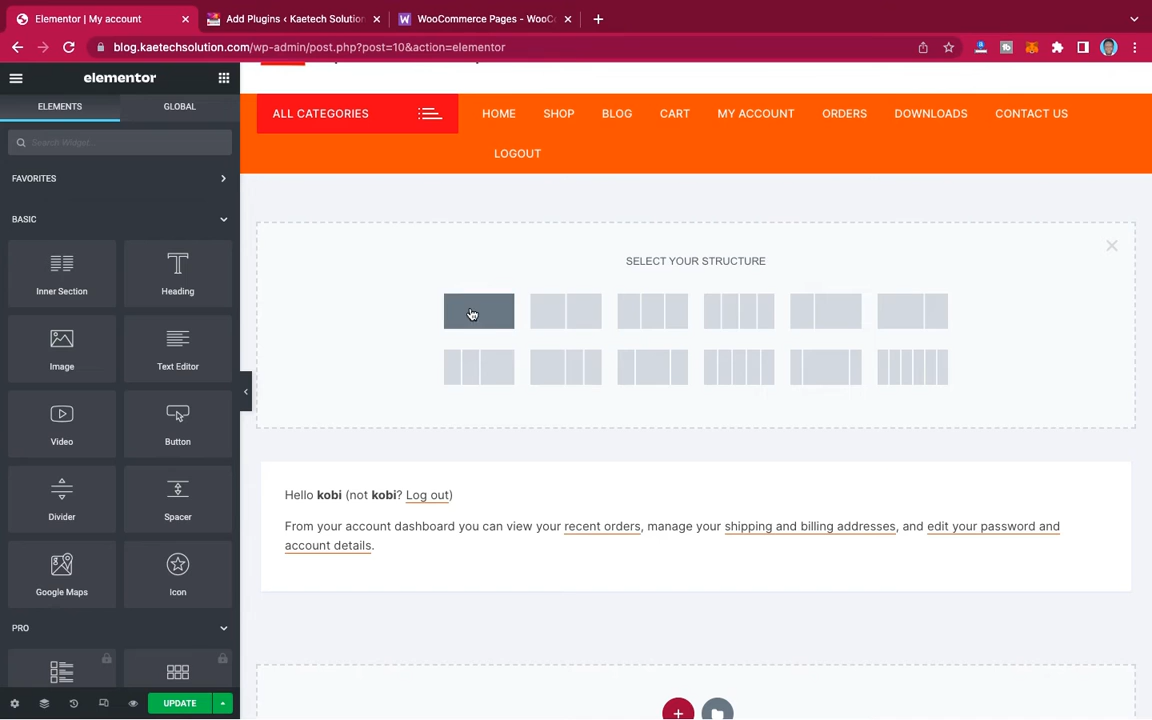 Elementor | My account
Add Plugins ‹ Kaetech Solution
WooCommerce Pages - WooC
blog.kaetechsolution.com/wp-admin/post.php?post=10&action=elementor
elementor
ELEMENTS
GLOBAL
Search Widget...
FAVORITES
BASIC
Inner Section
Heading
Image
Text Editor
Video
Button
Divider
Spacer
Google Maps
Icon
PRO
UPDATE
ALL CATEGORIES
HOME SHOP BLOG CART MY ACCOUNT ORDERS DOWNLOADS CONTACT US
LOGOUT
SELECT YOUR STRUCTURE
Hello kobi (not kobi? Log out)
From your account dashboard you can view your recent orders, manage your shipping and billing addresses, and edit your password and
account details.